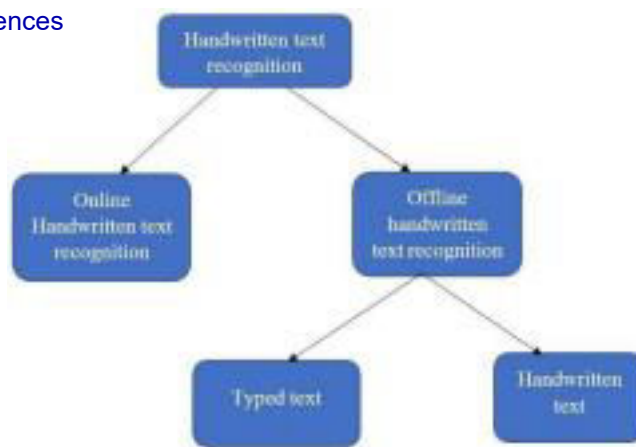 ences
Handwritten text
recognition
Online
Handwritten text
recognition
Offline
handwritten
text recognition
Typed text
Handwritten
text